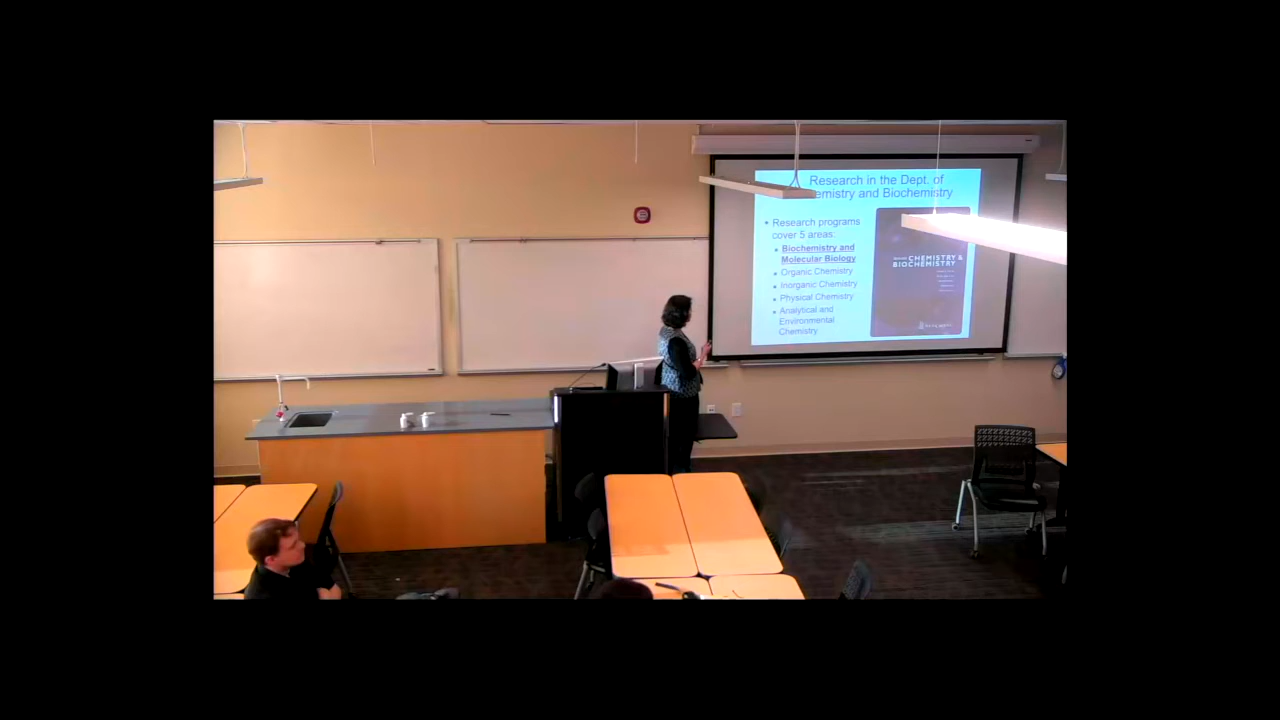 Research in the Dept. of
emistry and Biochemistry
• Research programs
cover 5 areas:
• Biochemistry and
Molecular Biology
• Organic Chemistry
• Inorganic Chemistry
• Physical Chemistry
• Analytical and
Environmental
Chemistry
CHEMISTRY &
BIOCHEMISTRY